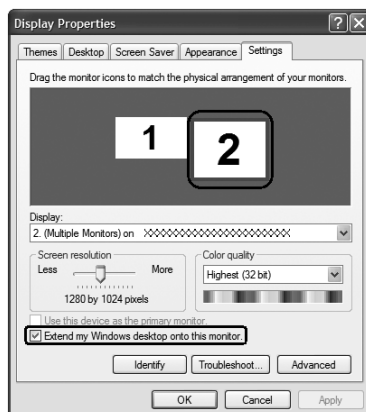 Display Properties
Themes Desktop Screen Saver Appearance Settings
Drag the monitor icons to match the physical arrangement of your monitors.
1 2
Display:
2. (Multiple Monitors) on XXXXXXXXXXXXXXXXXXXXXXXX
Screen resolution Color quality
Less More Highest (32 bit)
1280 by 1024 pixels
Use this device as the primary monitor.
Extend my Windows desktop onto this monitor.
Identify Troubleshoot... Advanced
OK Cancel Apply